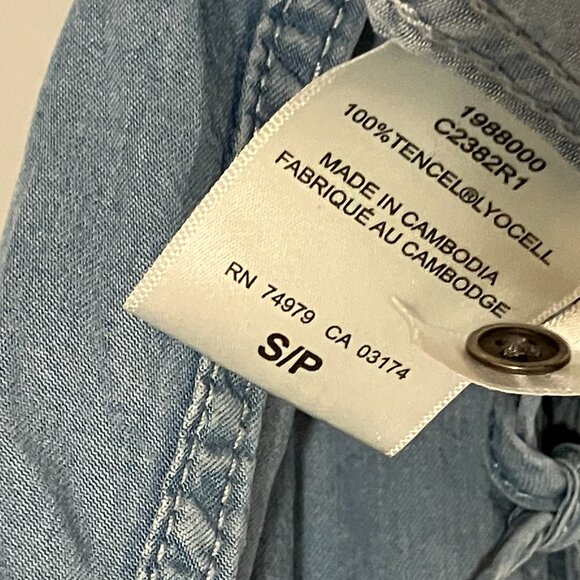 1988000
C2382R1
100%TENCEL®LYOCELL
MADE IN CAMBODIA
FABRIQUÉ AU CAMBODGE
RN 74979 CA 03174
S/P